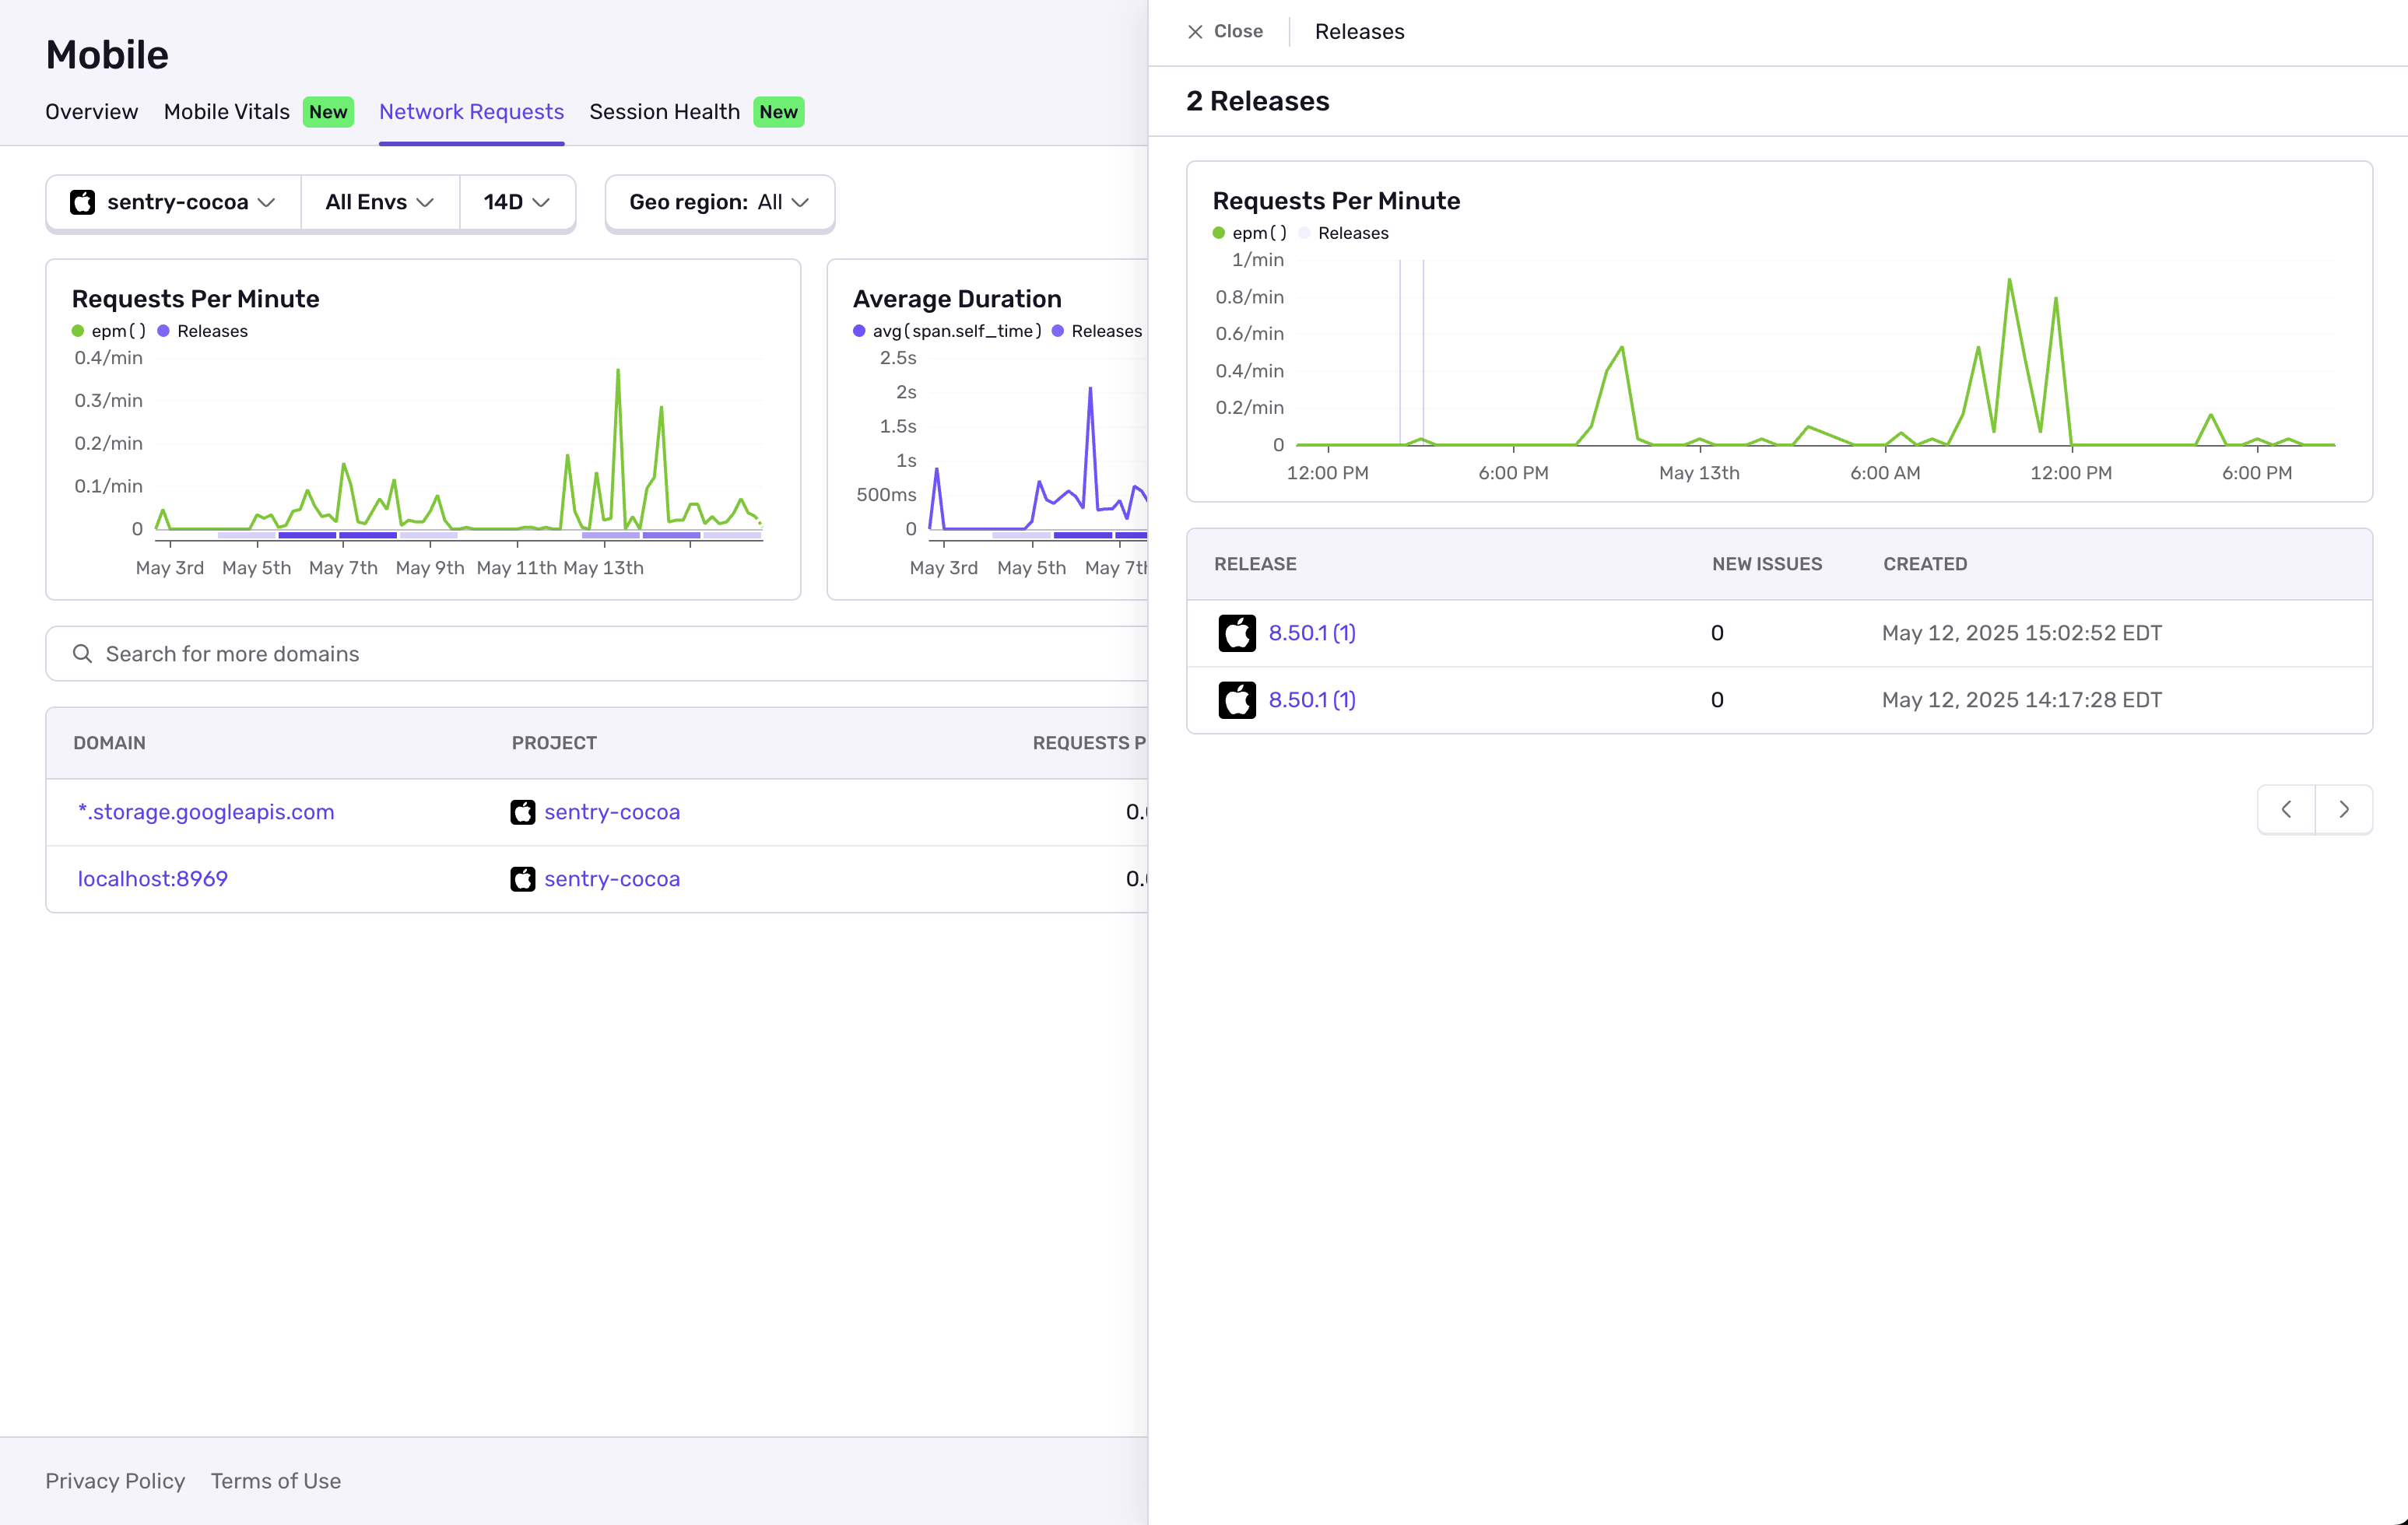 Mobile
Overview Mobile Vitals New Network Requests Session Health New
sentry-cocoa All Envs 14D Geo region: All
Requests Per Minute
epm() Releases
0.4/min
0.3/min
0.2/min
0.1/min
0
May 3rd May 5th May 7th May 9th May 11th May 13th
Average Duration
avg(span.self_time) Releases
2.5s
2s
1.5s
1s
500ms
0
May 3rd May 5th May 7th
Search for more domains
DOMAIN PROJECT REQUESTS P
*.storage.googleapis.com sentry-cocoa 0.
localhost:8969 sentry-cocoa 0.
Privacy Policy Terms of Use
Close Releases
2 Releases
Requests Per Minute
epm() Releases
1/min
0.8/min
0.6/min
0.4/min
0.2/min
0
12:00 PM 6:00 PM May 13th 6:00 AM 12:00 PM 6:00 PM
RELEASE NEW ISSUES CREATED
8.50.1 (1) 0 May 12, 2025 15:02:52 EDT
8.50.1 (1) 0 May 12, 2025 14:17:28 EDT